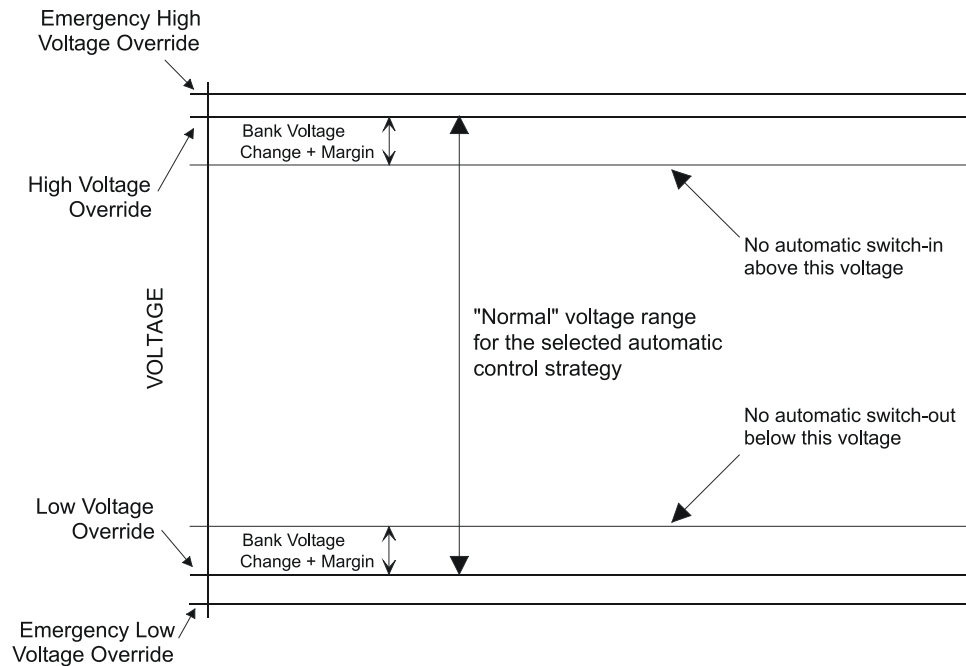 Emergency High
Voltage Override
Bank Voltage
Change + Margin
High Voltage
Override
No automatic switch-in
above this voltage
VOLTAGE
"Normal" voltage range
for the selected automatic
control strategy
No automatic switch-out
below this voltage
Low Voltage
Override
Bank Voltage
Change + Margin
Emergency Low
Voltage Override